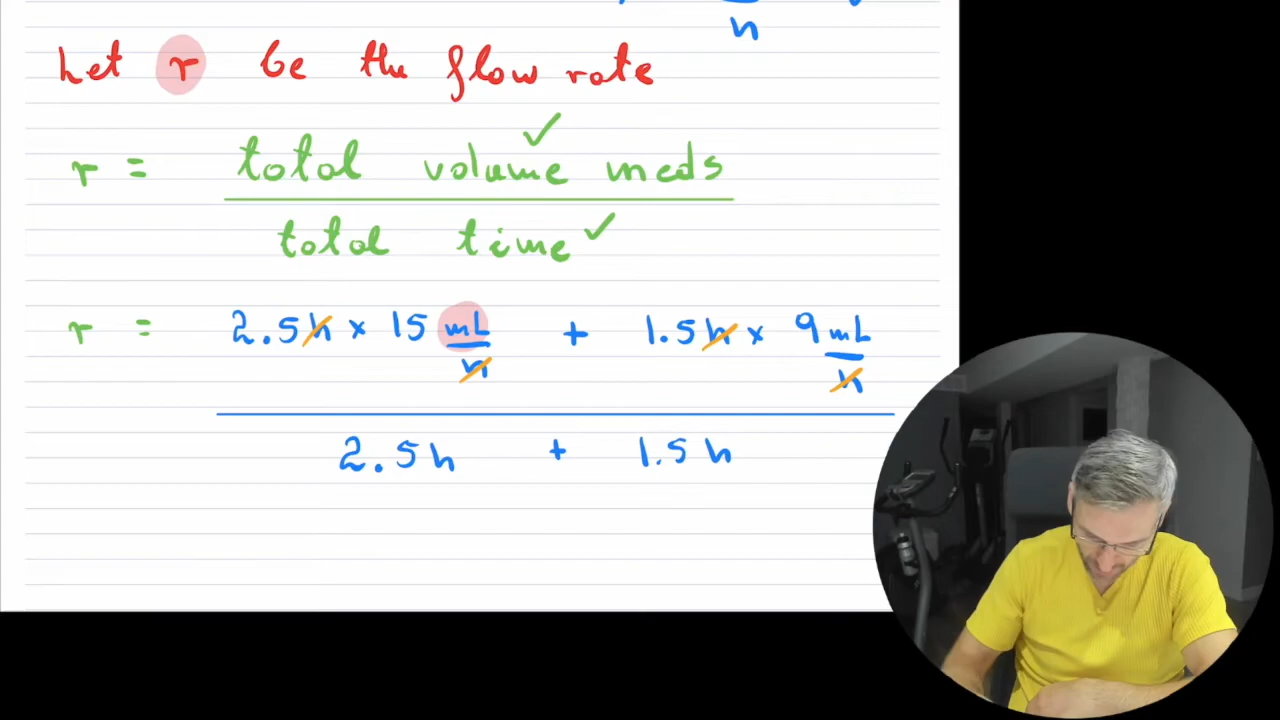 h
Let r be the flow rate
r = total volume meds
total time
r = 2.5h × 15 mL/h + 1.5h × 9 mL/h
2.5h + 1.5h